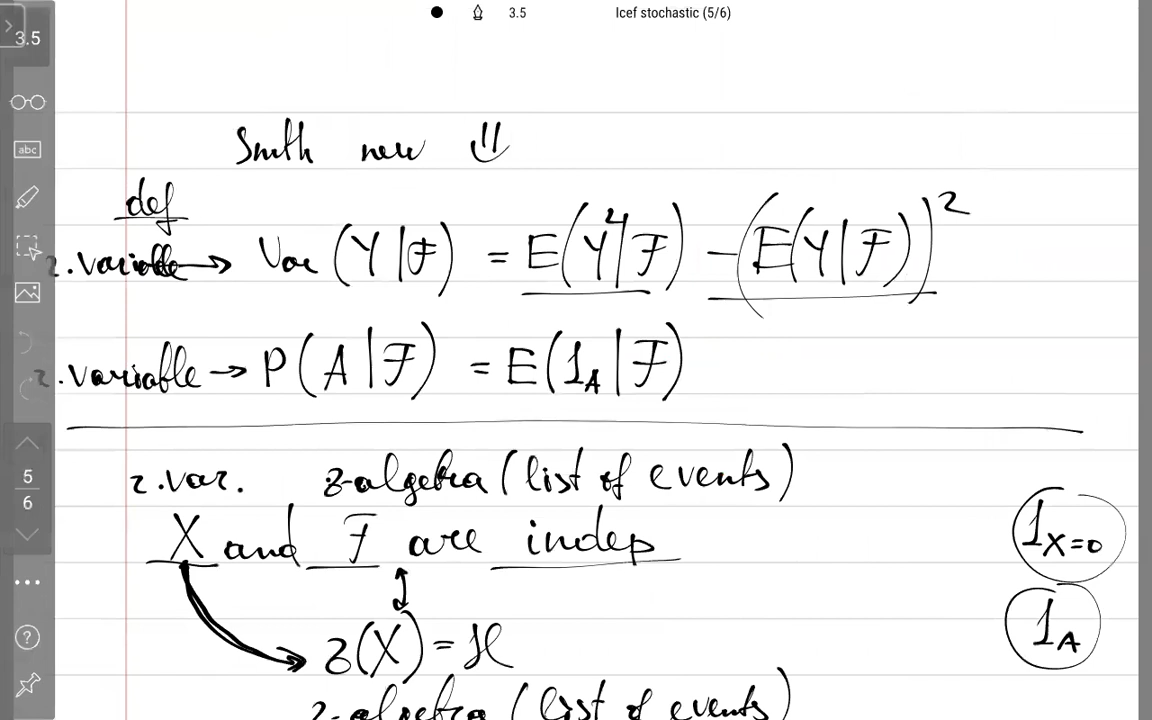 3.5 Icef stochastic (5/6)
3.5
abc
Smth new !!
def
r.variable → Var (Y|F) = E(Y²|F) - (E(Y|F))²
r.variable → P(A|F) = E(1_A|F)
r.var. σ-algebra (list of events)
X and F are indep
1_{X=0}
5
6
σ(X) = H
1_A
σ-algebra (list of events)